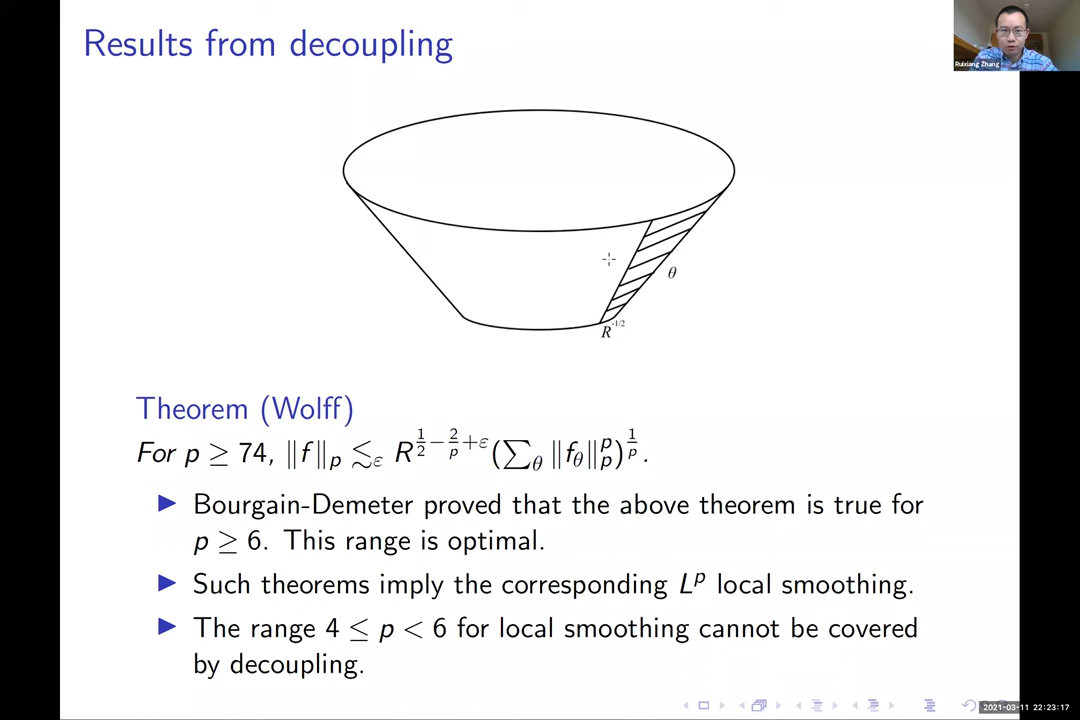 Results from decoupling
Ruixiang Zhang
θ
R^{-1/2}
Theorem (Wolff)
For p ≥ 74, ‖f‖_p ≲_ε R^{\frac{1}{2}-\frac{2}{p}+ε}(∑_θ ‖f_θ‖_p^p)^{\frac{1}{p}}.
▶ Bourgain-Demeter proved that the above theorem is true for
p ≥ 6. This range is optimal.
▶ Such theorems imply the corresponding L^p local smoothing.
▶ The range 4 ≤ p < 6 for local smoothing cannot be covered
by decoupling.
2021-03-11 22:23:17